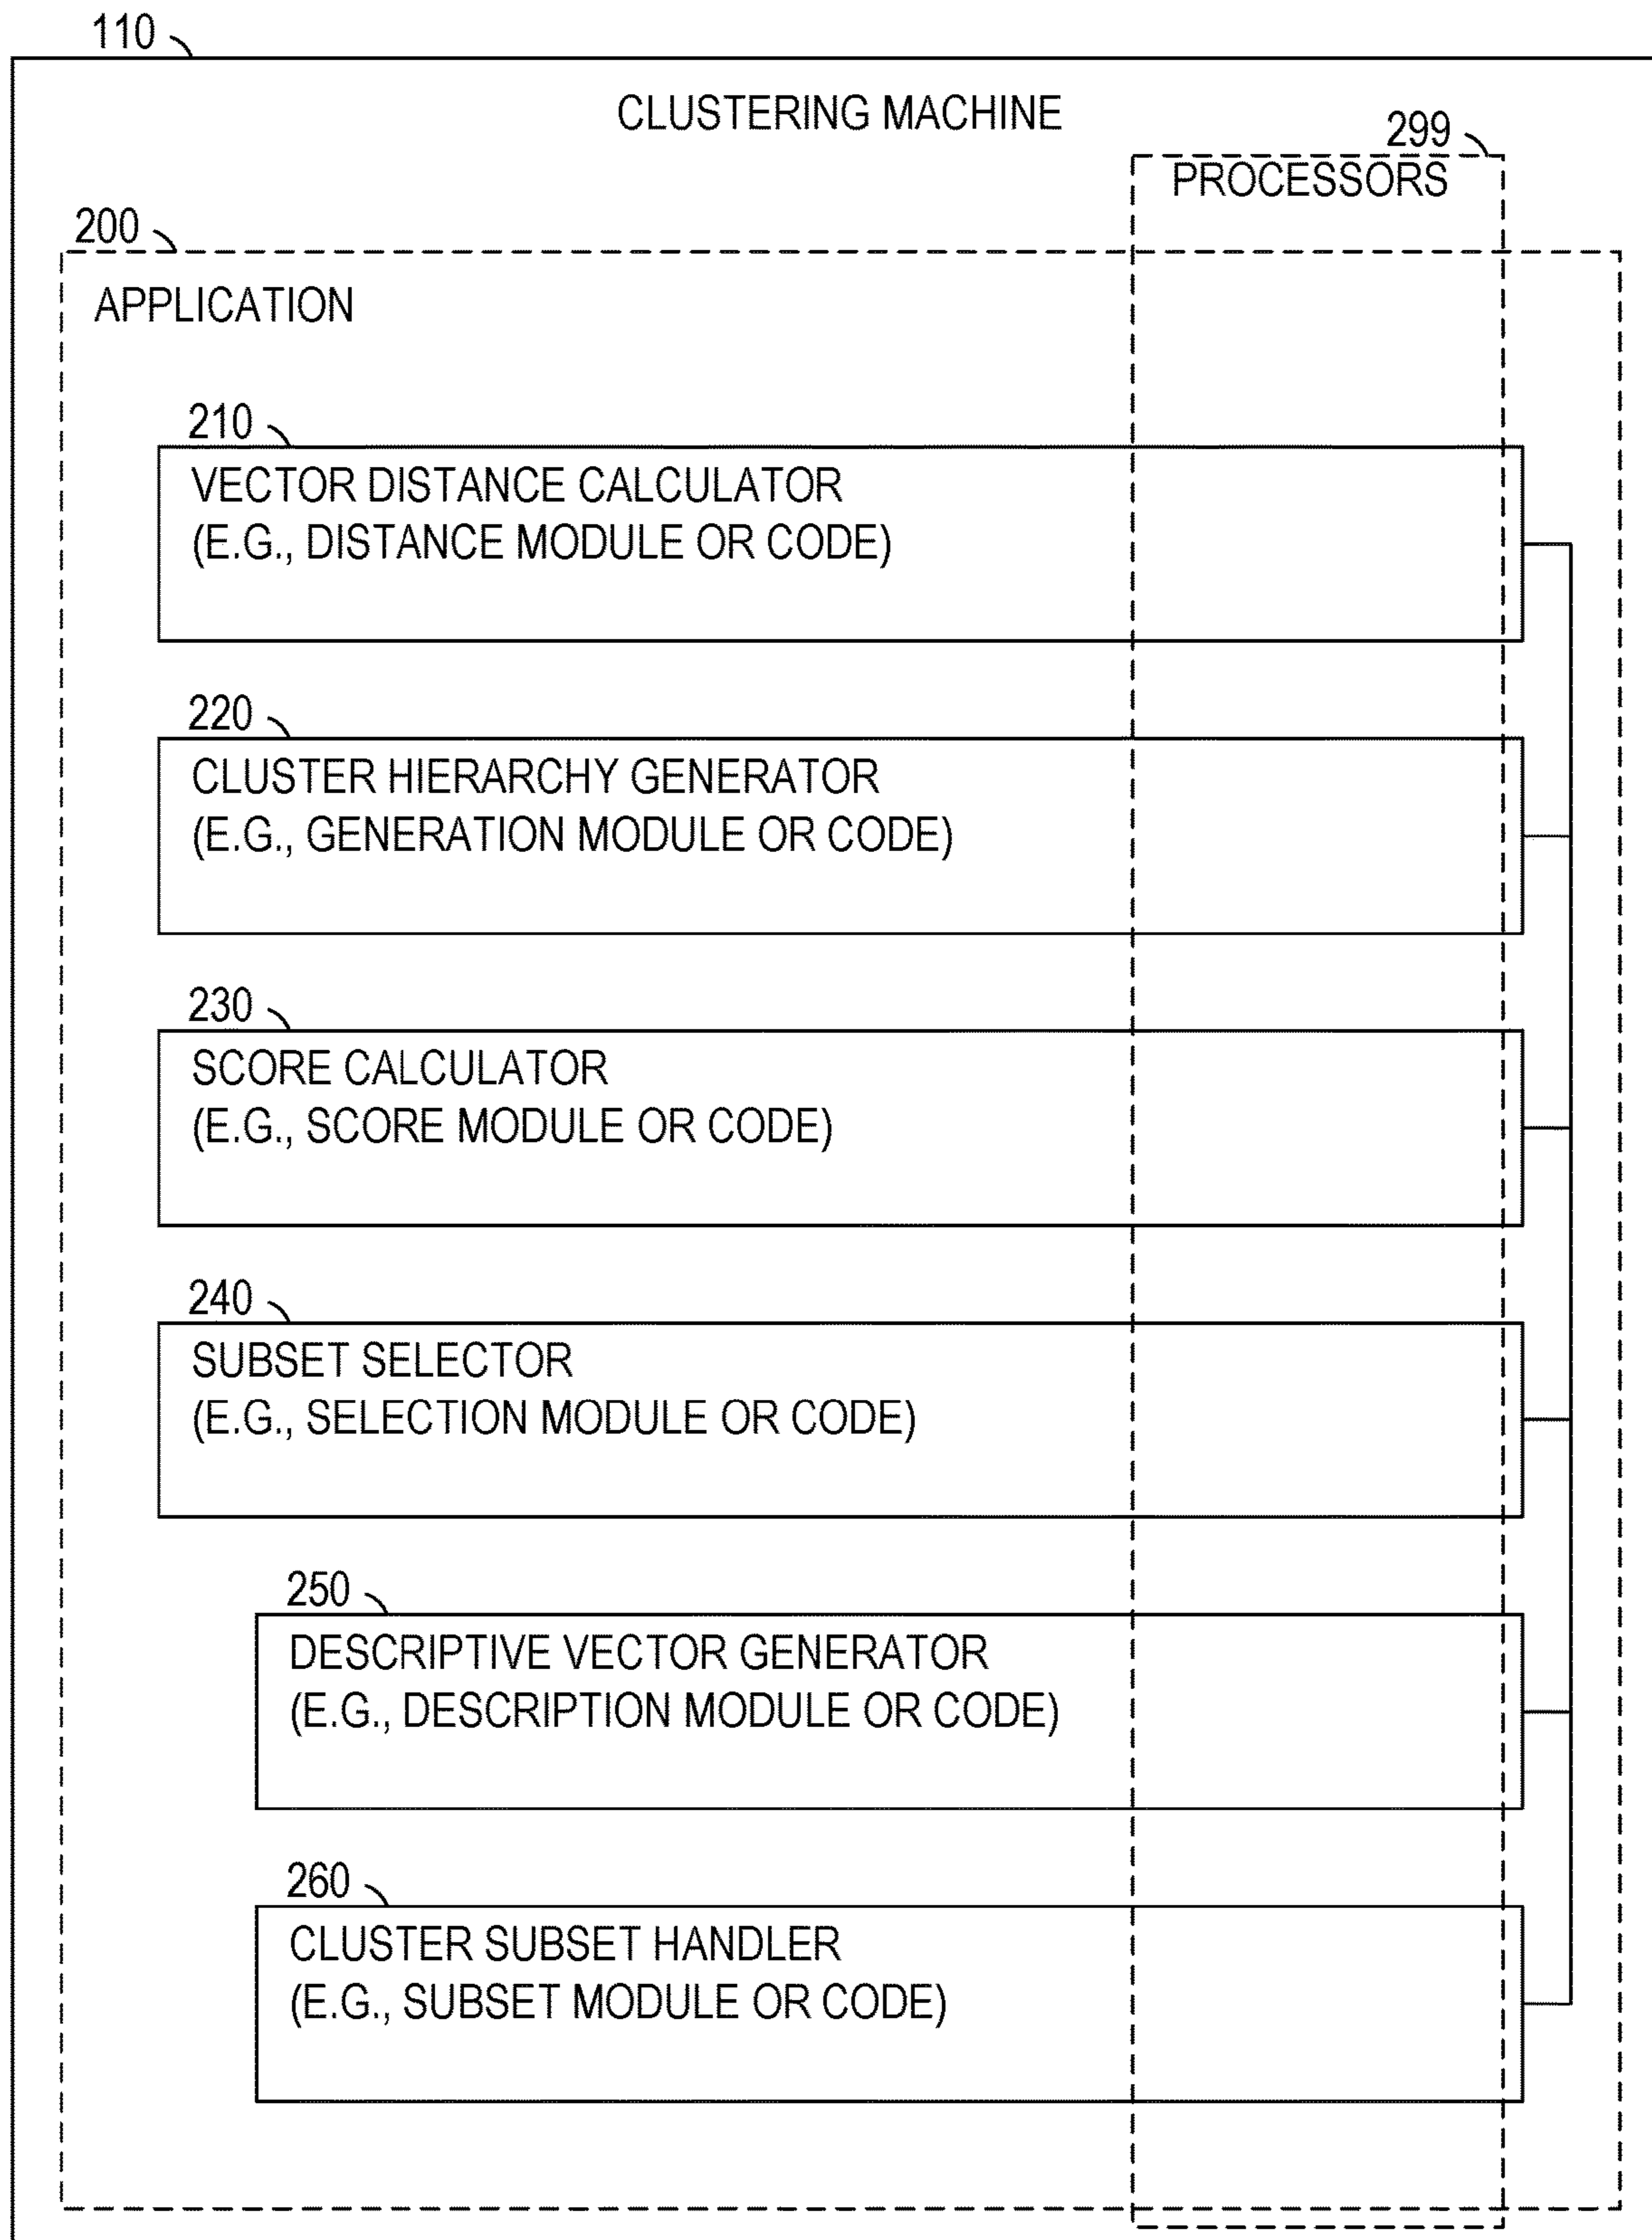 110
CLUSTERING MACHINE
299
PROCESSORS
200
APPLICATION
210
VECTOR DISTANCE CALCULATOR
(E.G., DISTANCE MODULE OR CODE)
220
CLUSTER HIERARCHY GENERATOR
(E.G., GENERATION MODULE OR CODE)
230
SCORE CALCULATOR
(E.G., SCORE MODULE OR CODE)
240
SUBSET SELECTOR
(E.G., SELECTION MODULE OR CODE)
250
DESCRIPTIVE VECTOR GENERATOR
(E.G., DESCRIPTION MODULE OR CODE)
260
CLUSTER SUBSET HANDLER
(E.G., SUBSET MODULE OR CODE)